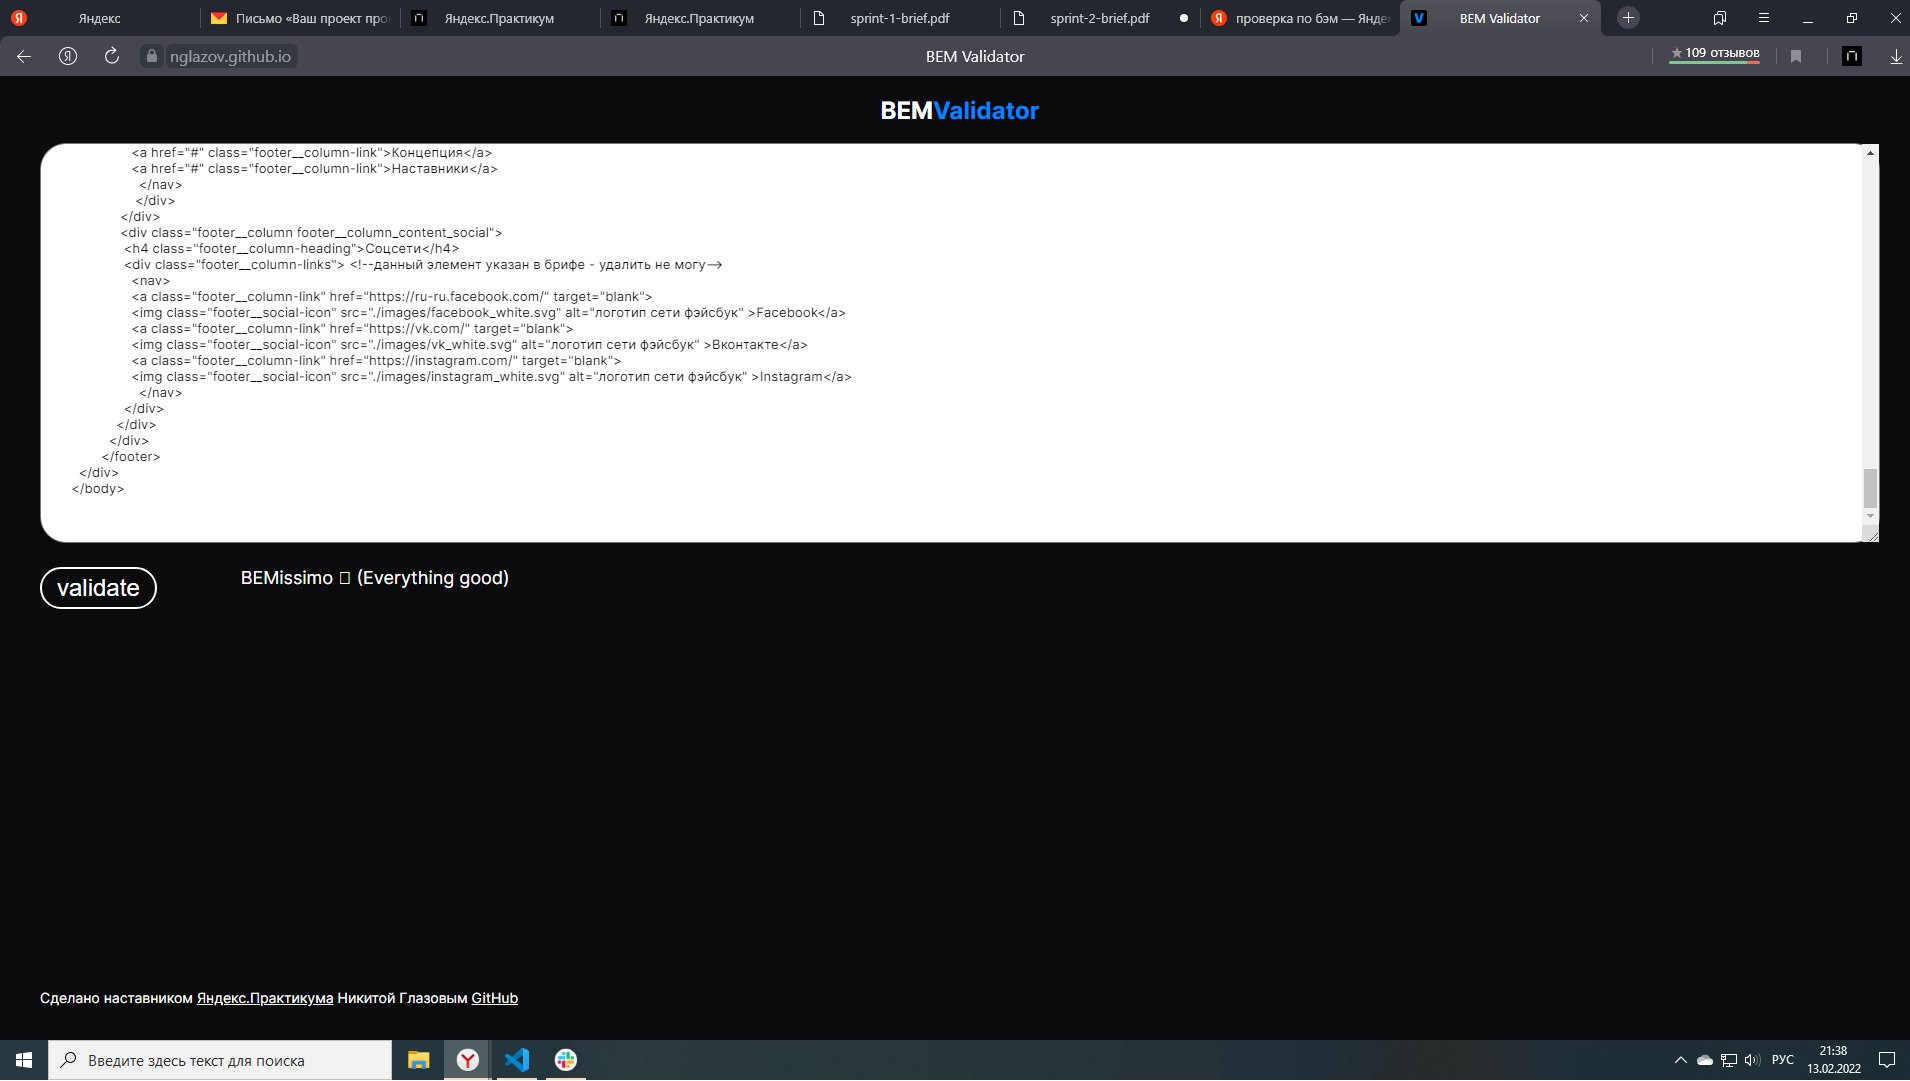 Яндекс
Письмо «Ваш проект про
Яндекс.Практикум
Яндекс.Практикум
sprint-1-brief.pdf
sprint-2-brief.pdf
проверка по бэм — Янде
BEM Validator
nglazov.github.io
BEM Validator
109 отзывов
BEMValidator
<a href="#" class="footer__column-link">Концепция</a>
<a href="#" class="footer__column-link">Наставники</a>
</nav>
</div>
</div>
<div class="footer__column footer__column_content_social">
<h4 class="footer__column-heading">Соцсети</h4>
<div class="footer__column-links"> <!--данный элемент указан в брифе - удалить не могу-->
<nav>
<a class="footer__column-link" href="https://ru-ru.facebook.com/" target="blank">
<img class="footer__social-icon" src="./images/facebook_white.svg" alt="логотип сети фэйсбук" >Facebook</a>
<a class="footer__column-link" href="https://vk.com/" target="blank">
<img class="footer__social-icon" src="./images/vk_white.svg" alt="логотип сети фэйсбук" >Вконтакте</a>
<a class="footer__column-link" href="https://instagram.com/" target="blank">
<img class="footer__social-icon" src="./images/instagram_white.svg" alt="логотип сети фэйсбук" >Instagram</a>
</nav>
</div>
</div>
</div>
</footer>
</div>
</body>
validate
BEMissimo (Everything good)
Сделано наставником Яндекс.Практикума Никитой Глазовым GitHub
Введите здесь текст для поиска
РУС
21:38
13.02.2022